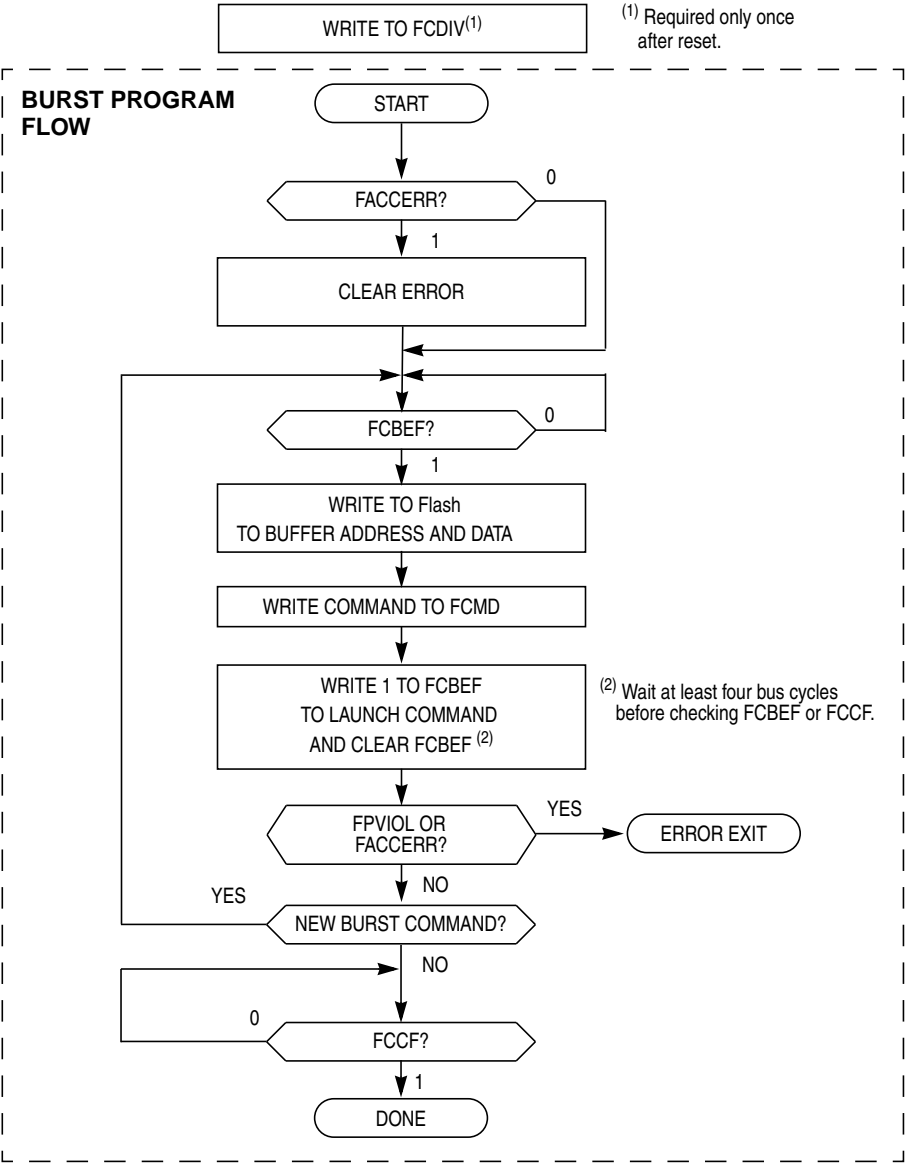 WRITE TO FCDIV(1)
(1) Required only once
after reset.
BURST PROGRAM
FLOW
START
FACCERR?
0
1
CLEAR ERROR
FCBEF?
0
1
WRITE TO Flash
TO BUFFER ADDRESS AND DATA
WRITE COMMAND TO FCMD
WRITE 1 TO FCBEF
TO LAUNCH COMMAND
AND CLEAR FCBEF (2)
(2) Wait at least four bus cycles
before checking FCBEF or FCCF.
FPVIOL OR
FACCERR?
YES
ERROR EXIT
NO
YES
NEW BURST COMMAND?
NO
0
FCCF?
1
DONE